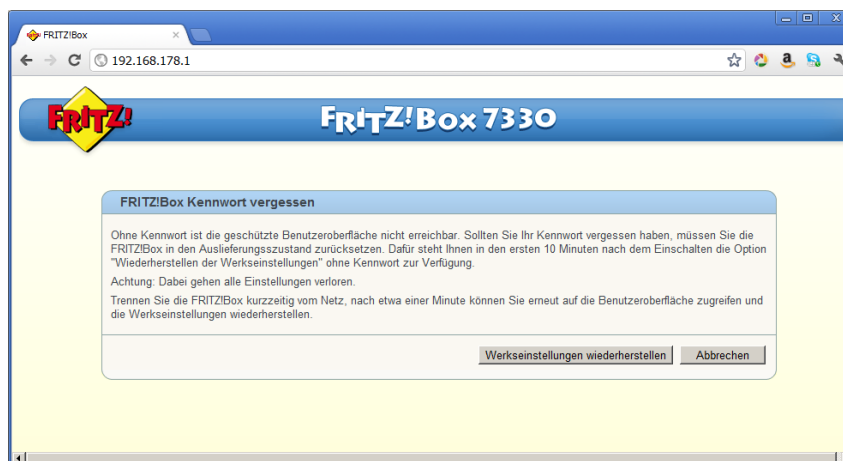 FRITZ!Box
192.168.178.1
FRITZ!
FRITZ!Box 7330
FRITZ!Box Kennwort vergessen
Ohne Kennwort ist die geschützte Benutzeroberfläche nicht erreichbar. Sollten Sie Ihr Kennwort vergessen haben, müssen Sie die
FRITZ!Box in den Auslieferungsszustand zurücksetzen. Dafür steht Ihnen in den ersten 10 Minuten nach dem Einschalten die Option
"Wiederherstellen der Werkseinstellungen" ohne Kennwort zur Verfügung.
Achtung: Dabei gehen alle Einstellungen verloren.
Trennen Sie die FRITZ!Box kurzzeitig vom Netz, nach etwa einer Minute können Sie erneut auf die Benutzeroberfläche zugreifen und
die Werkseinstellungen wiederherstellen.
Werkseinstellungen wiederherstellen Abbrechen